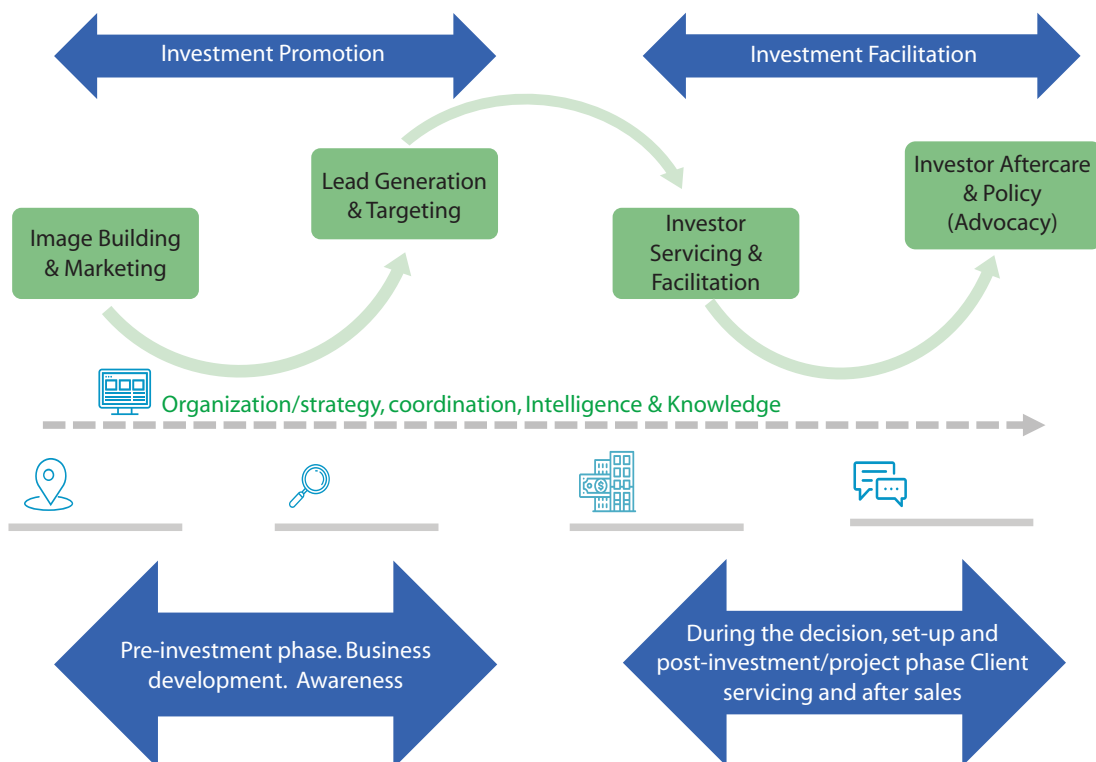 Investment Promotion
Investment Facilitation
Image Building
& Marketing
Lead Generation
& Targeting
Investor
Servicing &
Facilitation
Investor Aftercare
& Policy
(Advocacy)
Organization/strategy, coordination, Intelligence & Knowledge
Pre-investment phase. Business
development. Awareness
During the decision, set-up and
post-investment/project phase Client
servicing and after sales